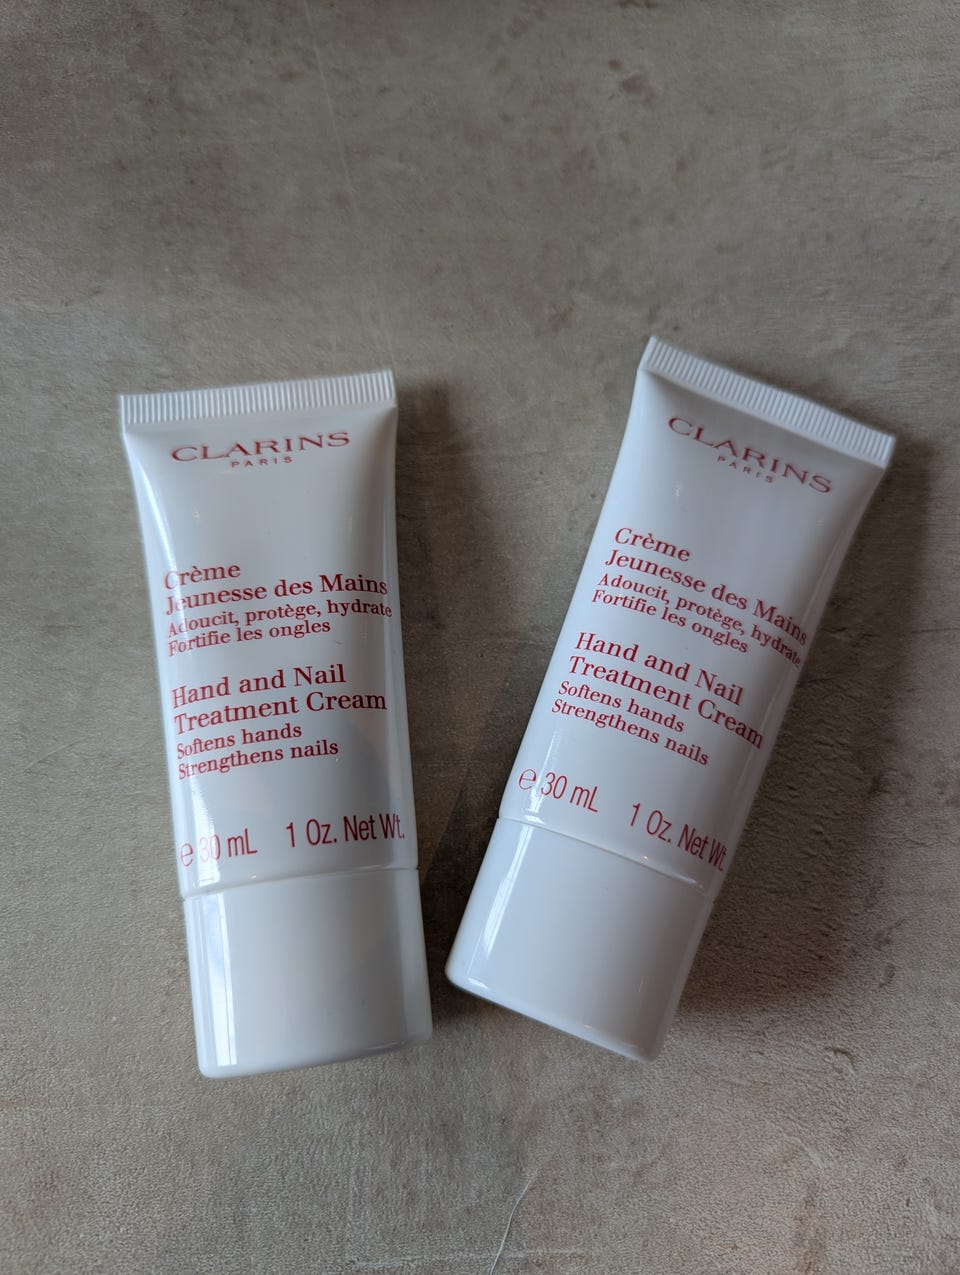 CLARINS
PARIS
Crème
Jeunesse des Mains
Adoucit, protège, hydrate
Fortifie les ongles
Hand and Nail
Treatment Cream
Softens hands
Strengthens nails
e 30 mL 1 Oz. Net Wt.
CLARINS
PARIS
Crème
Jeunesse des Mains
Adoucit, protège, hydrate
Fortifie les ongles
Hand and Nail
Treatment Cream
Softens hands
Strengthens nails
e 30 mL 1 Oz. Net Wt.